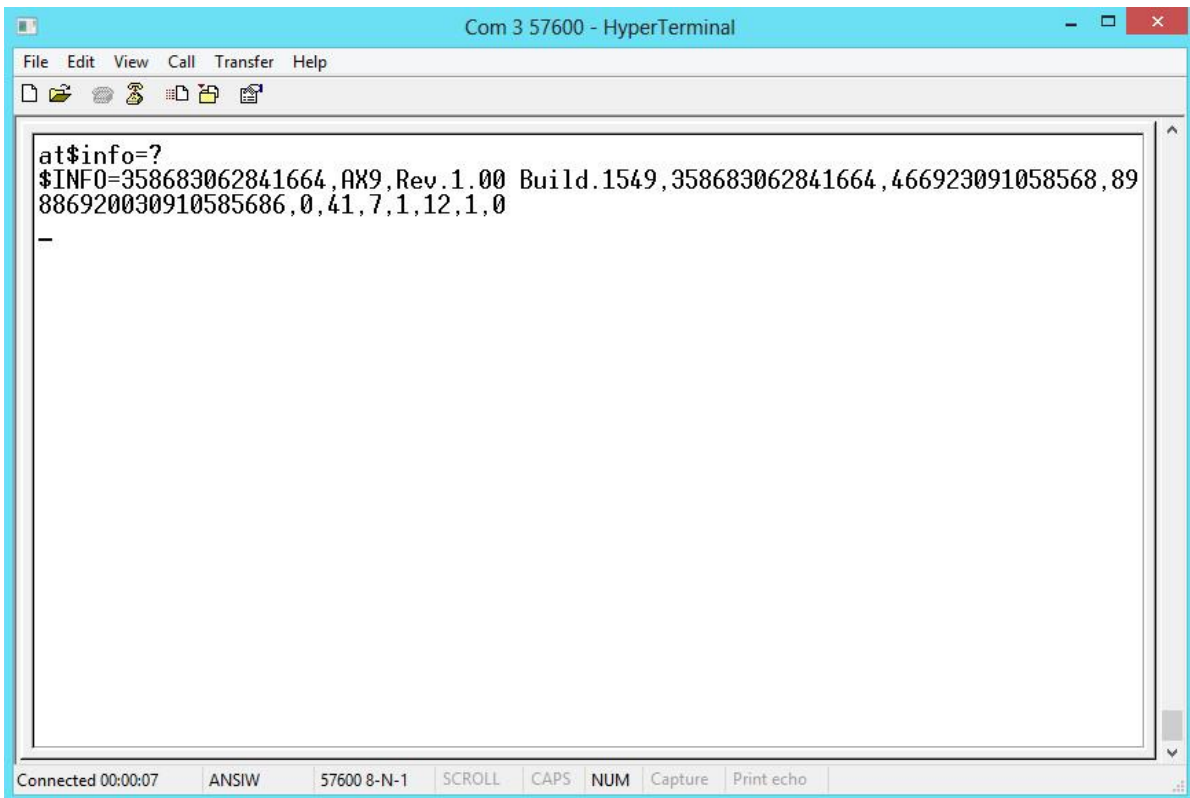 Com 3 57600 - HyperTerminal
File Edit View Call Transfer Help
at$info=?
$INFO=358683062841664,AX9,Rev.1.00 Build.1549,358683062841664,466923091058568,89
886920030910585686,0,41,7,1,12,1,0
Connected 00:00:07 ANSIW 57600 8-N-1 SCROLL CAPS NUM Capture Print echo